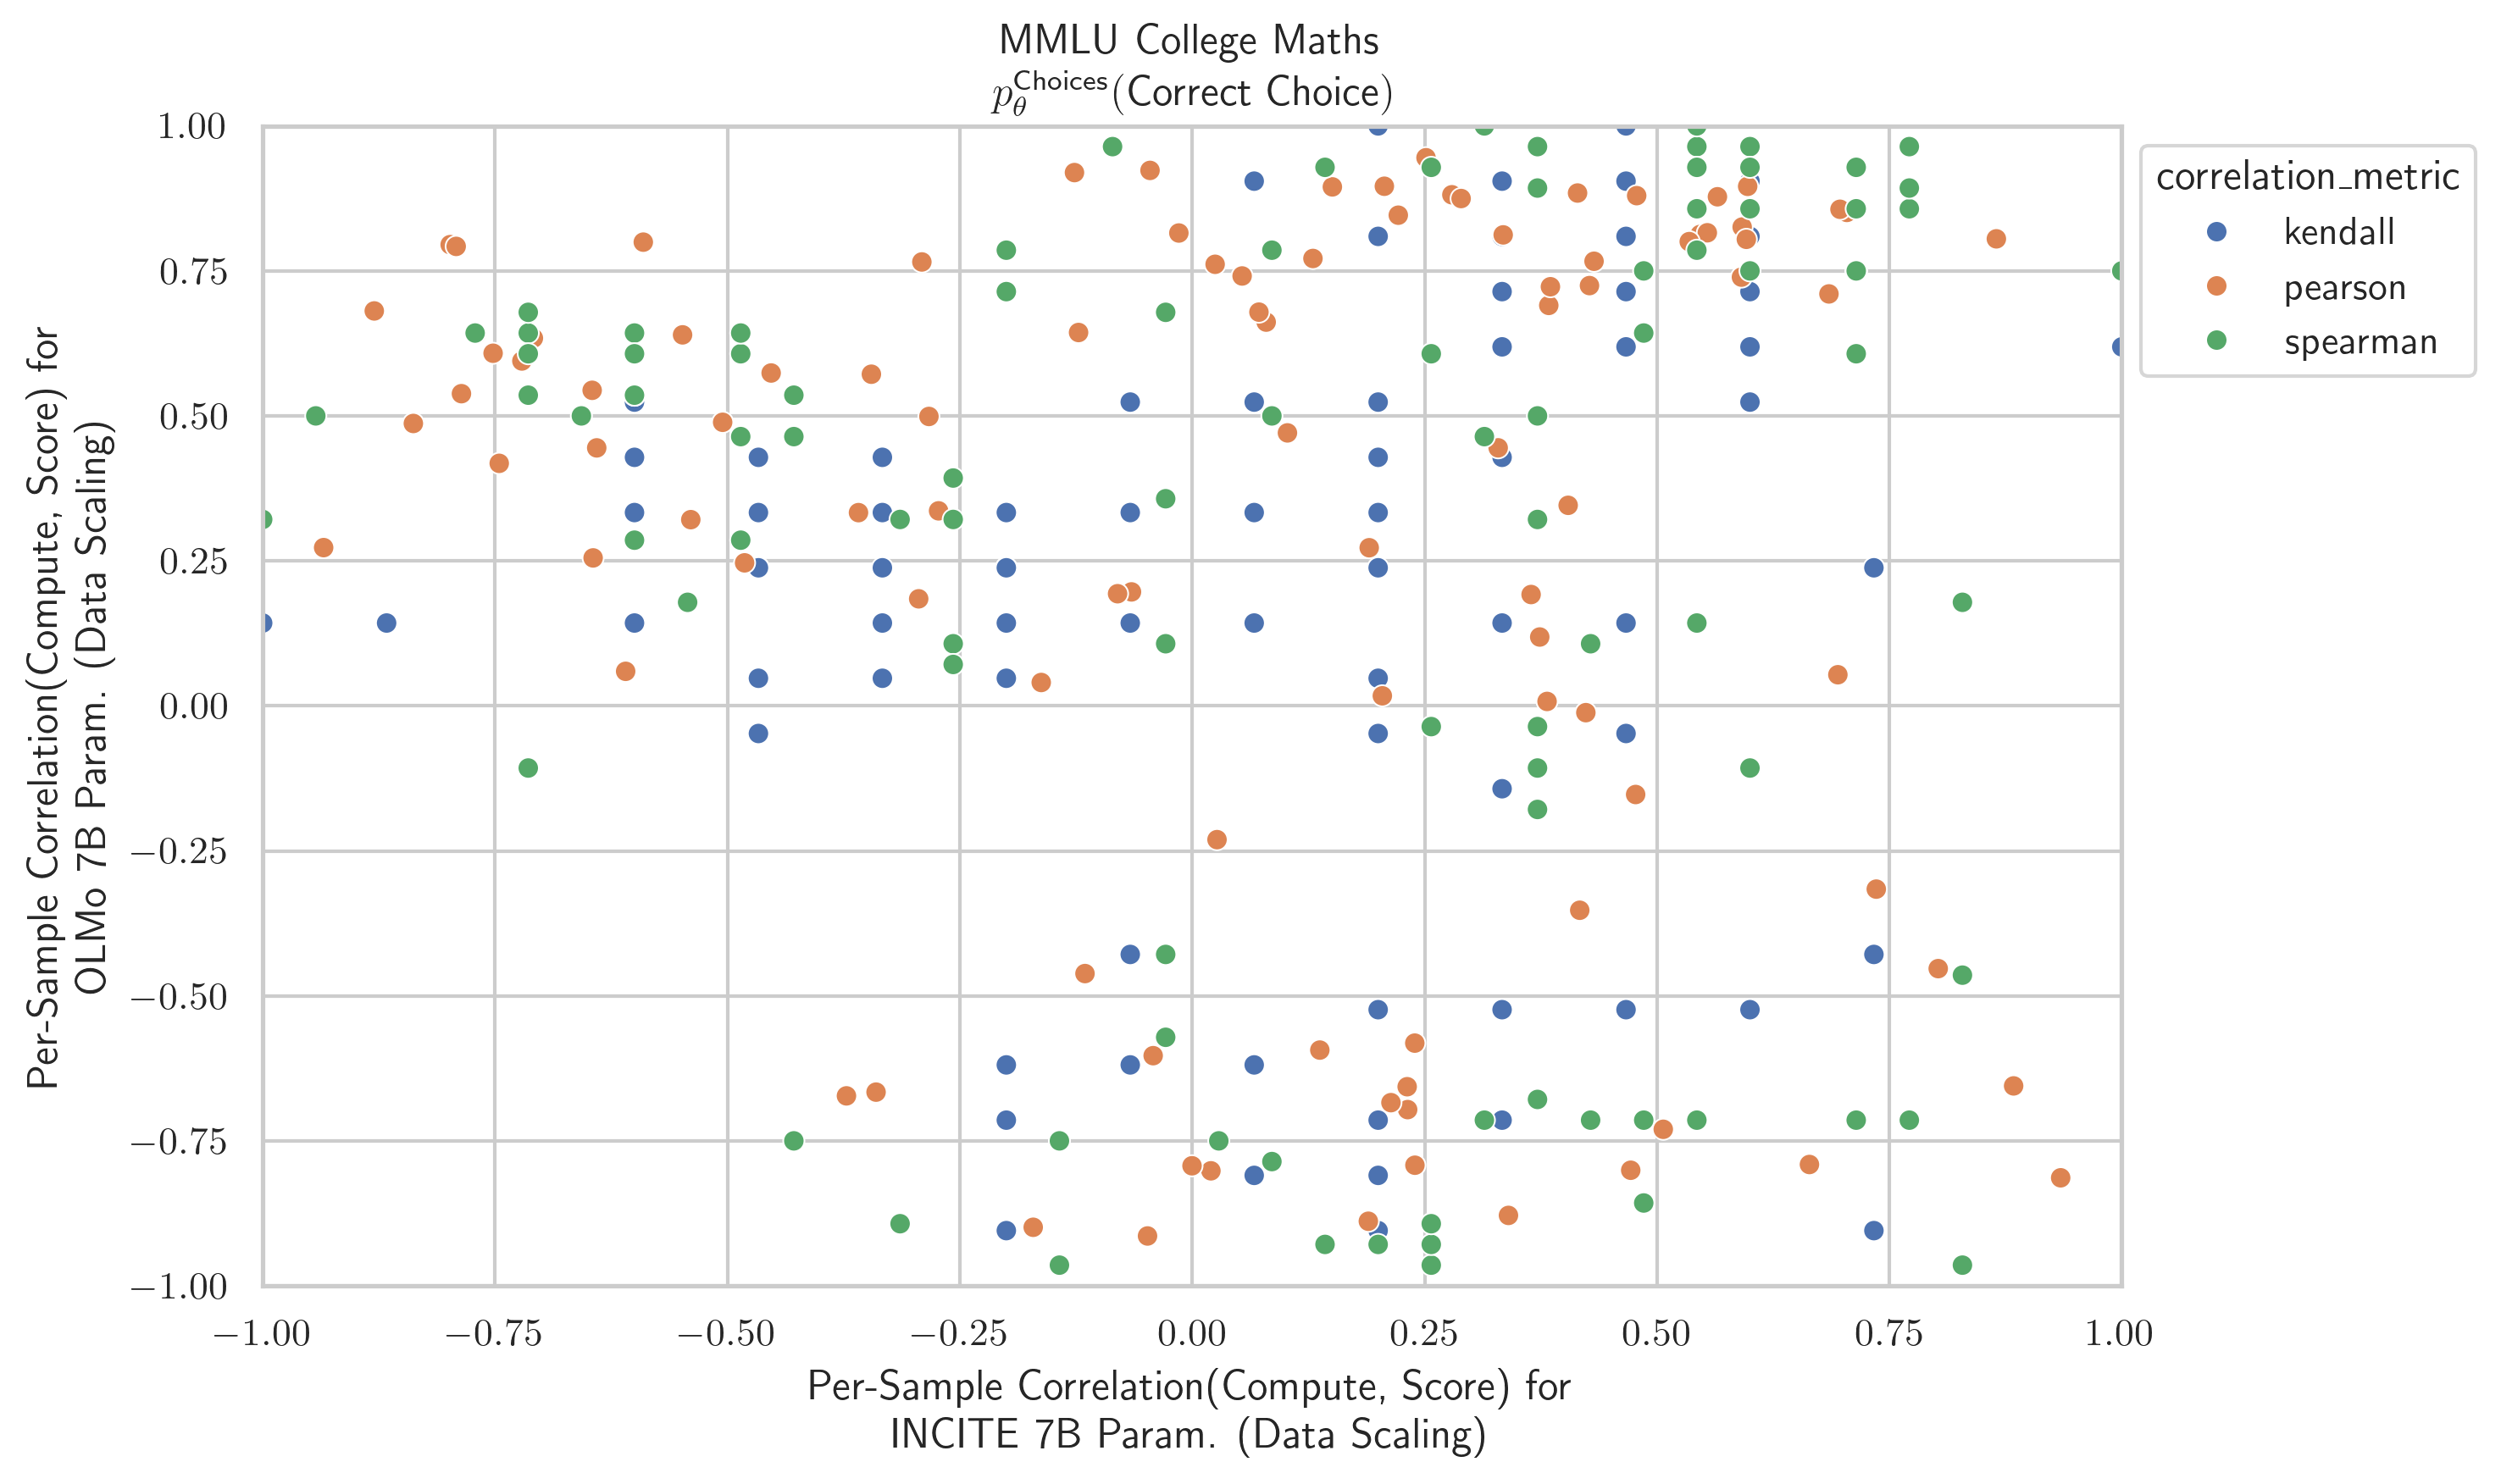 MMLU College Maths
p_θ^Choices(Correct Choice)
1.00
0.75
0.50
0.25
0.00
−0.25
−0.50
−0.75
−1.00
Per-Sample Correlation(Compute, Score) for
OLMo 7B Param. (Data Scaling)
correlation_metric
kendall
pearson
spearman
−1.00 −0.75 −0.50 −0.25 0.00 0.25 0.50 0.75 1.00
Per-Sample Correlation(Compute, Score) for
INCITE 7B Param. (Data Scaling)